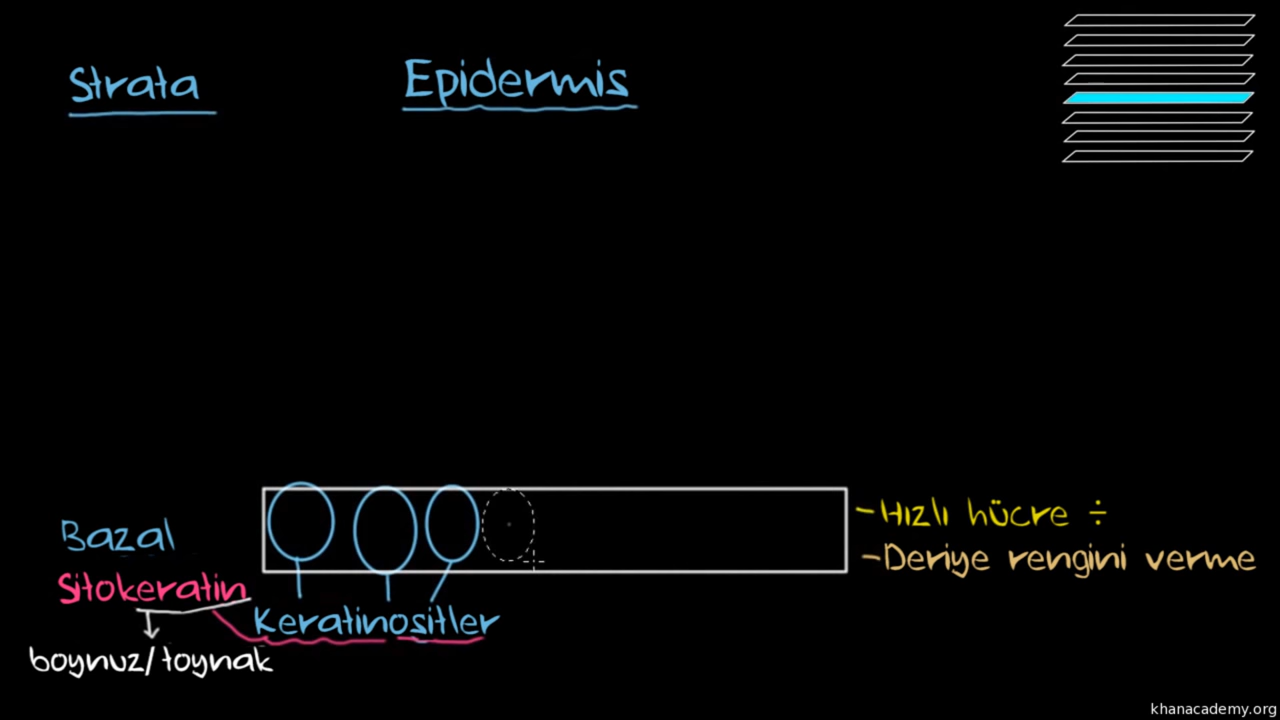 Strata
Epidermis
Bazal
-Hızlı hücre ÷
-Deriye rengini verme
Sitokeratin
Keratinositler
boynuz/toynak
khanacademy.org